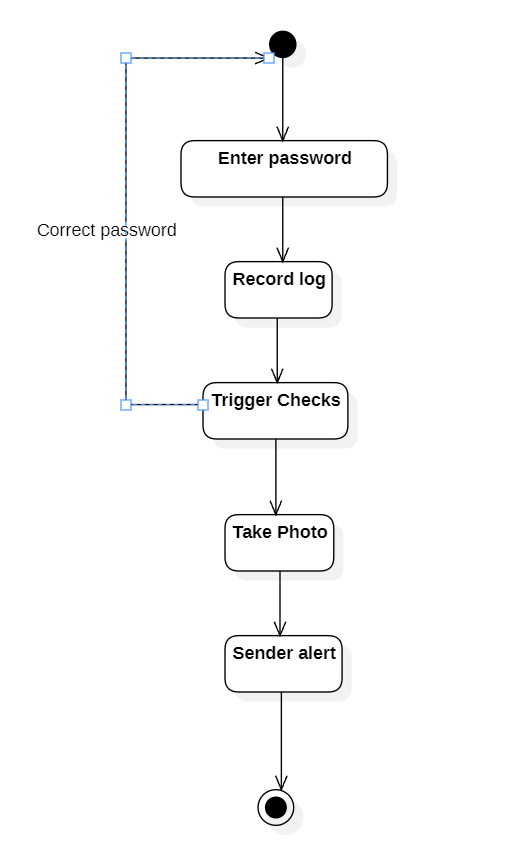 Enter password
Correct password
Record log
Trigger Checks
Take Photo
Sender alert